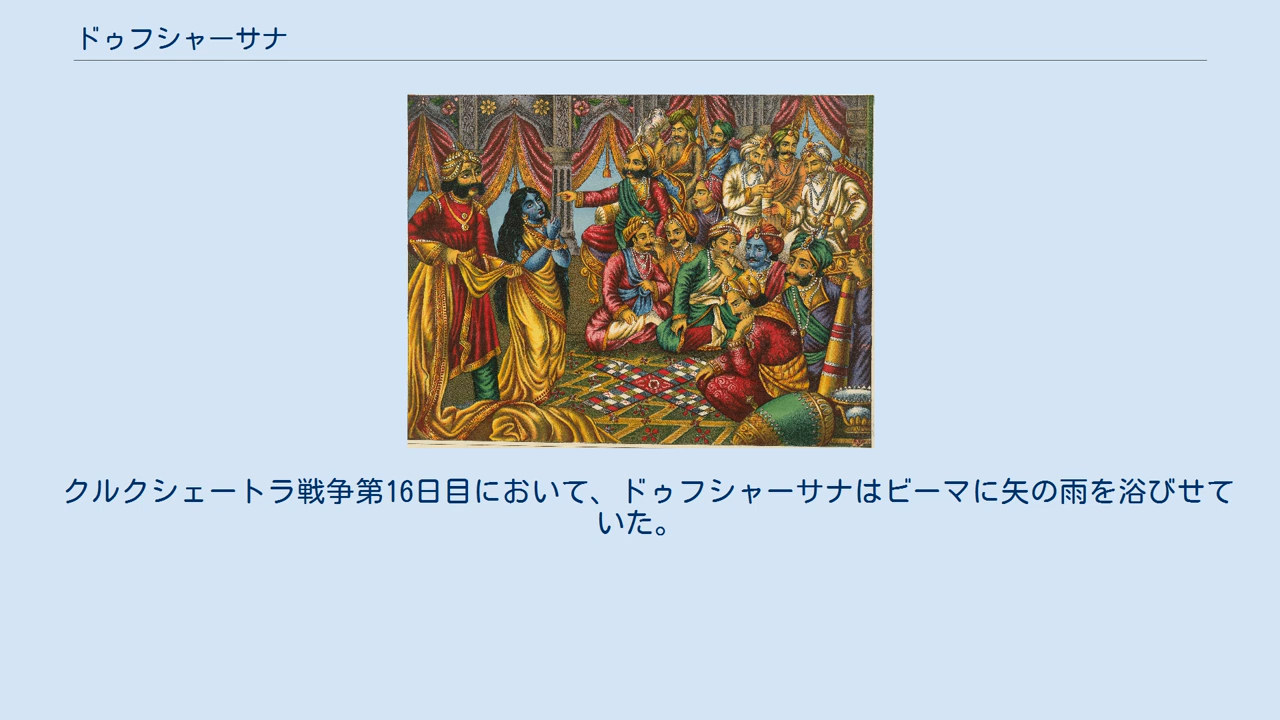 ドゥフシャーサナ
クルクシェートラ戦争第16日目において、ドゥフシャーサナはビーマに矢の雨を浴びせて
いた。